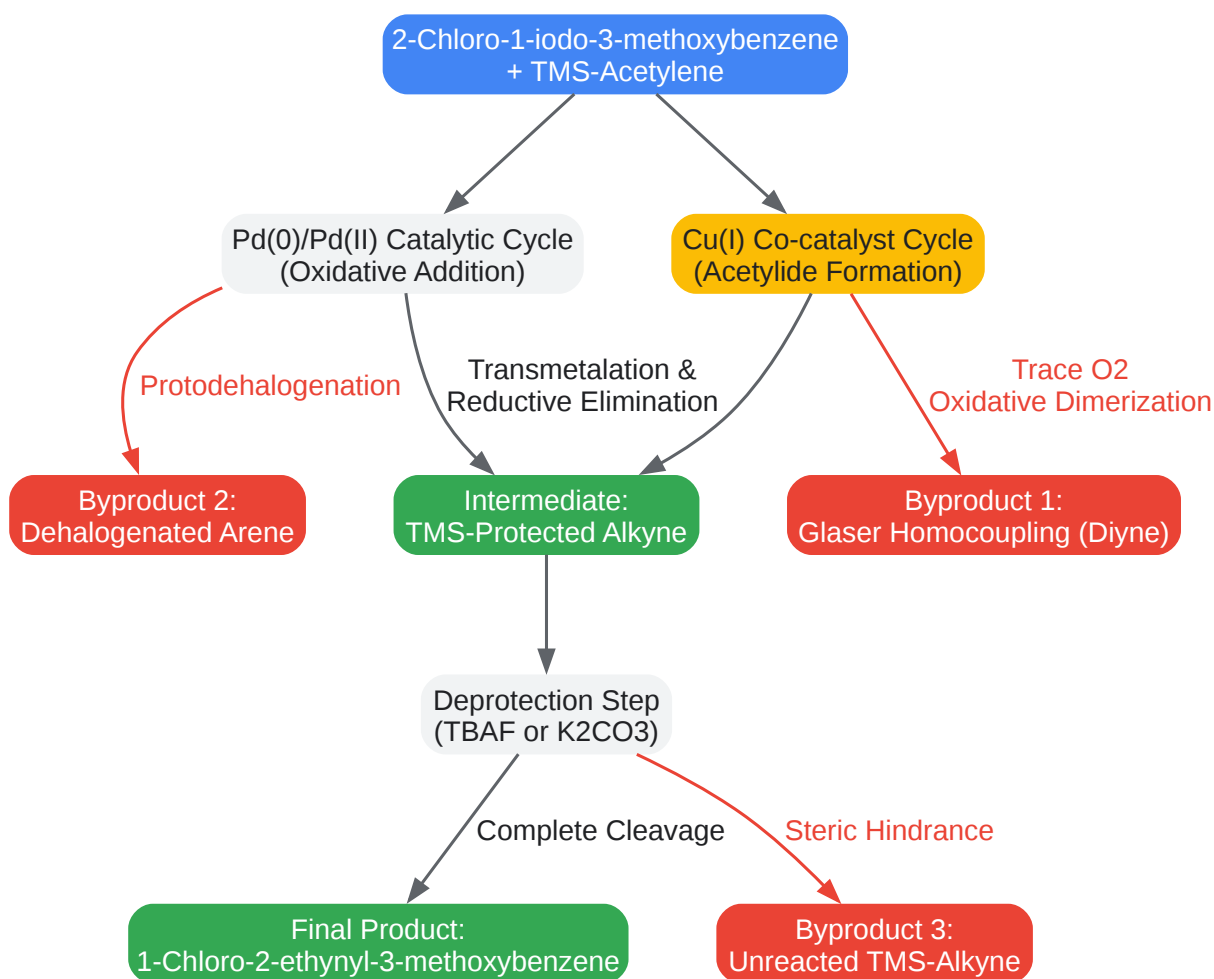 2-Chloro-1-iodo-3-methoxybenzene
+ TMS-Acetylene
Pd(0)/Pd(II) Catalytic Cycle
(Oxidative Addition)
Cu(I) Co-catalyst Cycle
(Acetylide Formation)
Protodehalogenation
Transmetalation &
Reductive Elimination
Trace O2
Oxidative Dimerization
Byproduct 2:
Dehalogenated Arene
Intermediate:
TMS-Protected Alkyne
Byproduct 1:
Glaser Homocoupling (Diyne)
Deprotection Step
(TBAF or K2CO3)
Complete Cleavage
Steric Hindrance
Final Product:
1-Chloro-2-ethynyl-3-methoxybenzene
Byproduct 3:
Unreacted TMS-Alkyne